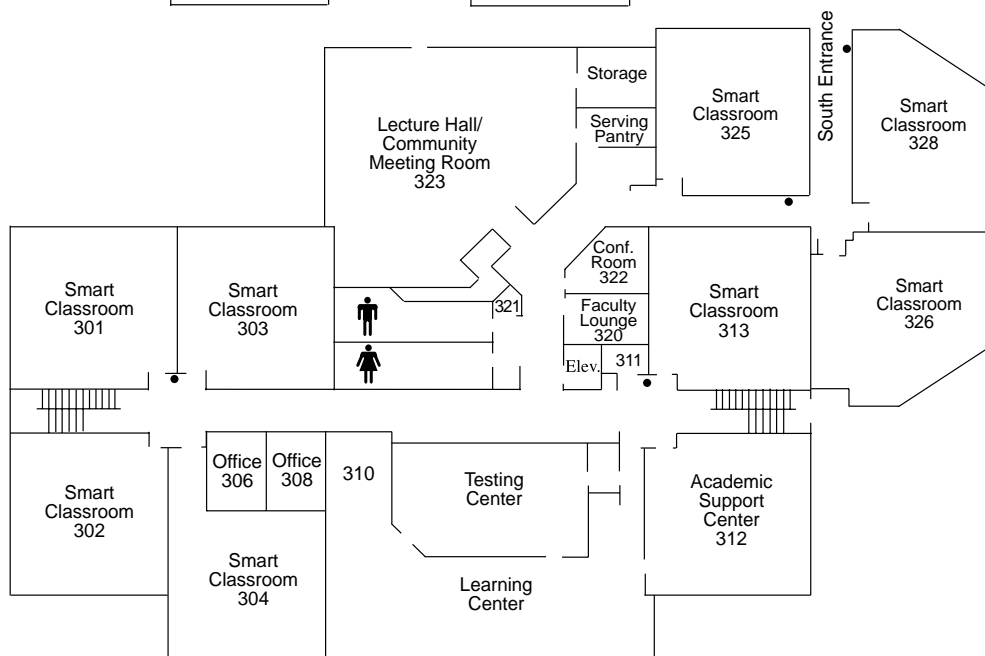 Storage
Serving
Pantry
Smart
Classroom
325
South Entrance
Smart
Classroom
328
Lecture Hall/
Community
Meeting Room
323
Smart
Classroom
301
Smart
Classroom
303
321
Conf.
Room
322
Faculty
Lounge
320
Elev.
311
Smart
Classroom
313
Smart
Classroom
326
Smart
Classroom
302
Office
306
Office
308
310
Testing
Center
Academic
Support
Center
312
Smart
Classroom
304
Learning
Center